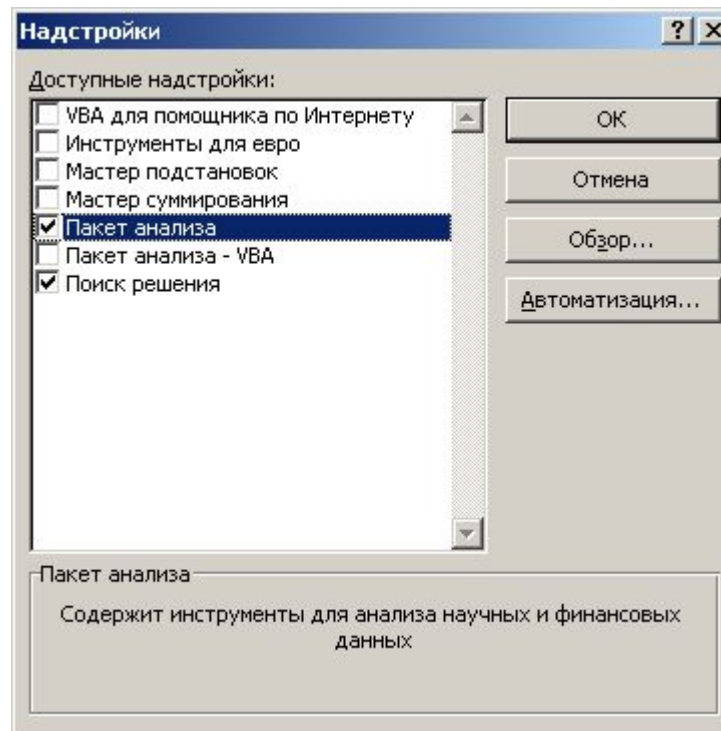 Надстройки
Доступные надстройки:
VBA для помощника по Интернету
Инструменты для евро
Мастер подстановок
Мастер суммирования
Пакет анализа
Пакет анализа - VBA
Поиск решения
ОК
Отмена
Обзор...
Автоматизация...
Пакет анализа
Содержит инструменты для анализа научных и финансовых
данных